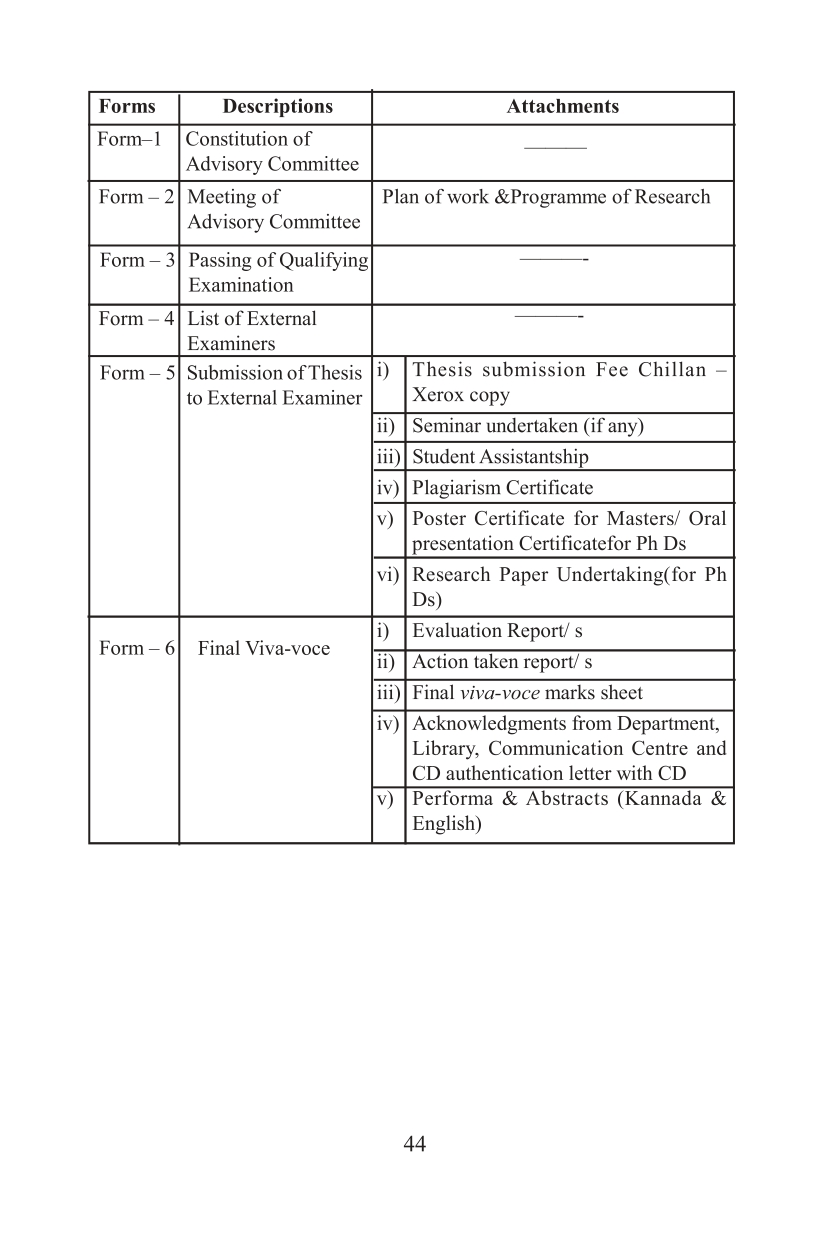 Forms Descriptions Attachments
Form–1 Constitution of ———
Advisory Committee
Form – 2 Meeting of Plan of work &Programme of Research
Advisory Committee
Form – 3 Passing of Qualifying ———-
Examination
Form – 4 List of External ———-
Examiners
Form – 5 Submission of Thesis
to External Examiner
i) Thesis submission Fee Chillan –
Xerox copy
ii) Seminar undertaken (if any)
iii) Student Assistantship
iv) Plagiarism Certificate
v) Poster Certificate for Masters/ Oral
presentation Certificatefor Ph Ds
vi) Research Paper Undertaking(for Ph
Ds)
Form – 6 Final Viva-voce
i) Evaluation Report/ s
ii) Action taken report/ s
iii) Final viva-voce marks sheet
iv) Acknowledgments from Department,
Library, Communication Centre and
CD authentication letter with CD
v) Performa & Abstracts (Kannada &
English)
44